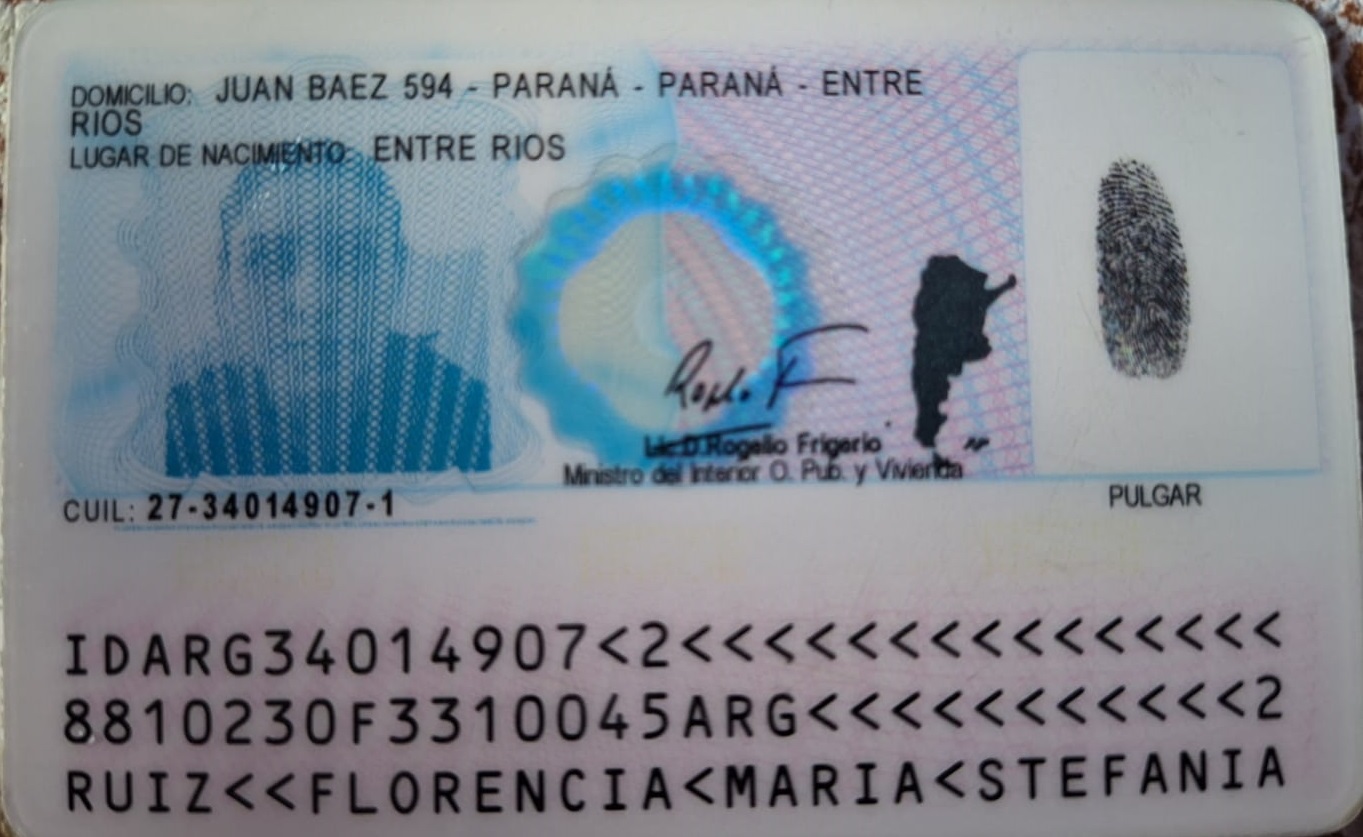 DOMICILIO: JUAN BAEZ 594 - PARANÁ - PARANÁ - ENTRE
RIOS
LUGAR DE NACIMIENTO: ENTRE RIOS
Lic.D.Rogelio Frigerio
Ministro del Interior O. Pub. y Vivienda
CUIL: 27-34014907-1
PULGAR
IDARG34014907<2<<<<<<<<<<<<<<<
8810230F3310045ARG<<<<<<<<<<<2
RUIZ<<FLORENCIA<MARIA<STEFANIA